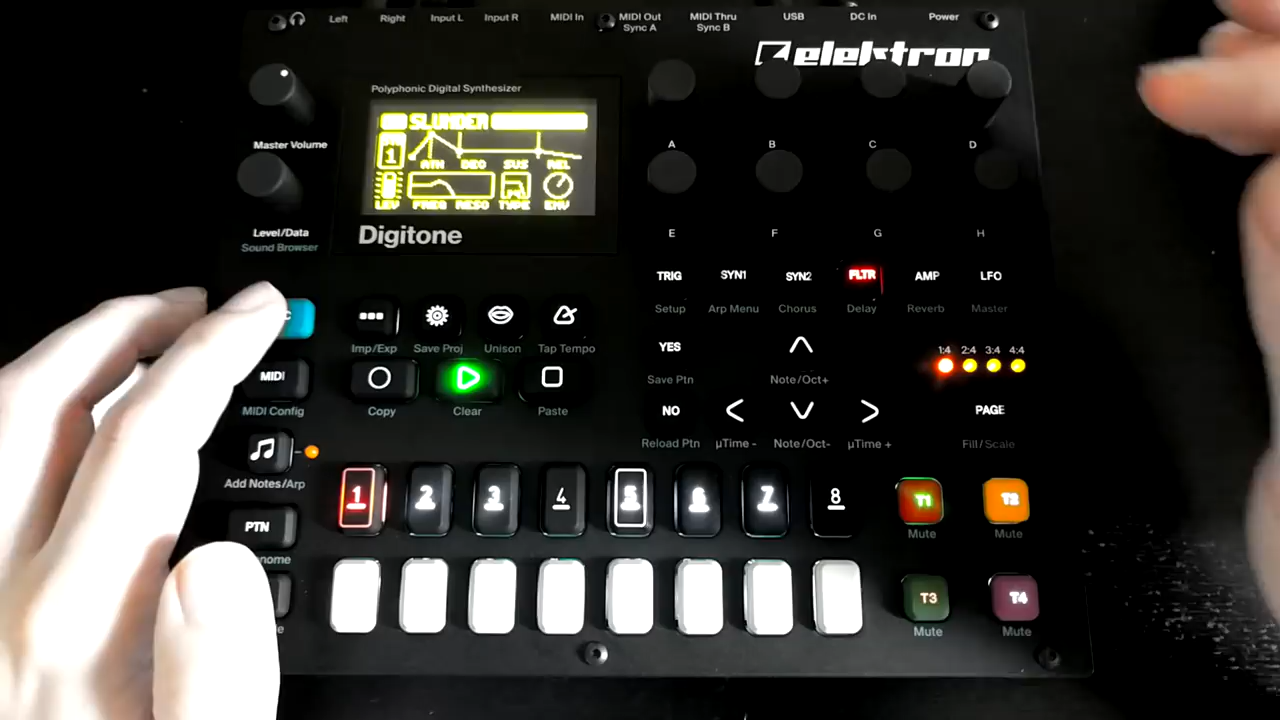 Left Right Input L Input R MIDI In MIDI Out MIDI Thru USB DC In Power
Sync A Sync B
elektron
Polyphonic Digital Synthesizer
SLUNDER
1
ATK DEC SUS REL
LEV FREQ RESO TYPE ENV
Digitone
Master Volume
Level/Data
Sound Browser
A B C D
E F G H
TRIG SYN1 SYN2 FLTR AMP LFO
Setup Arp Menu Chorus Delay Reverb Master
C
Imp/Exp Save Proj Unison Tap Tempo
YES
Save Ptn Note/Oct+
1:4 2:4 3:4 4:4
MIDI
MIDI Config Copy Clear Paste
NO < > PAGE
Reload Ptn µTime - Note/Oct- µTime + Fill/Scale
Add Notes/Arp
1 2 3 4 5 6 7 8
T1 T2
Mute Mute
PTN
nome
T3 T4
Mute Mute